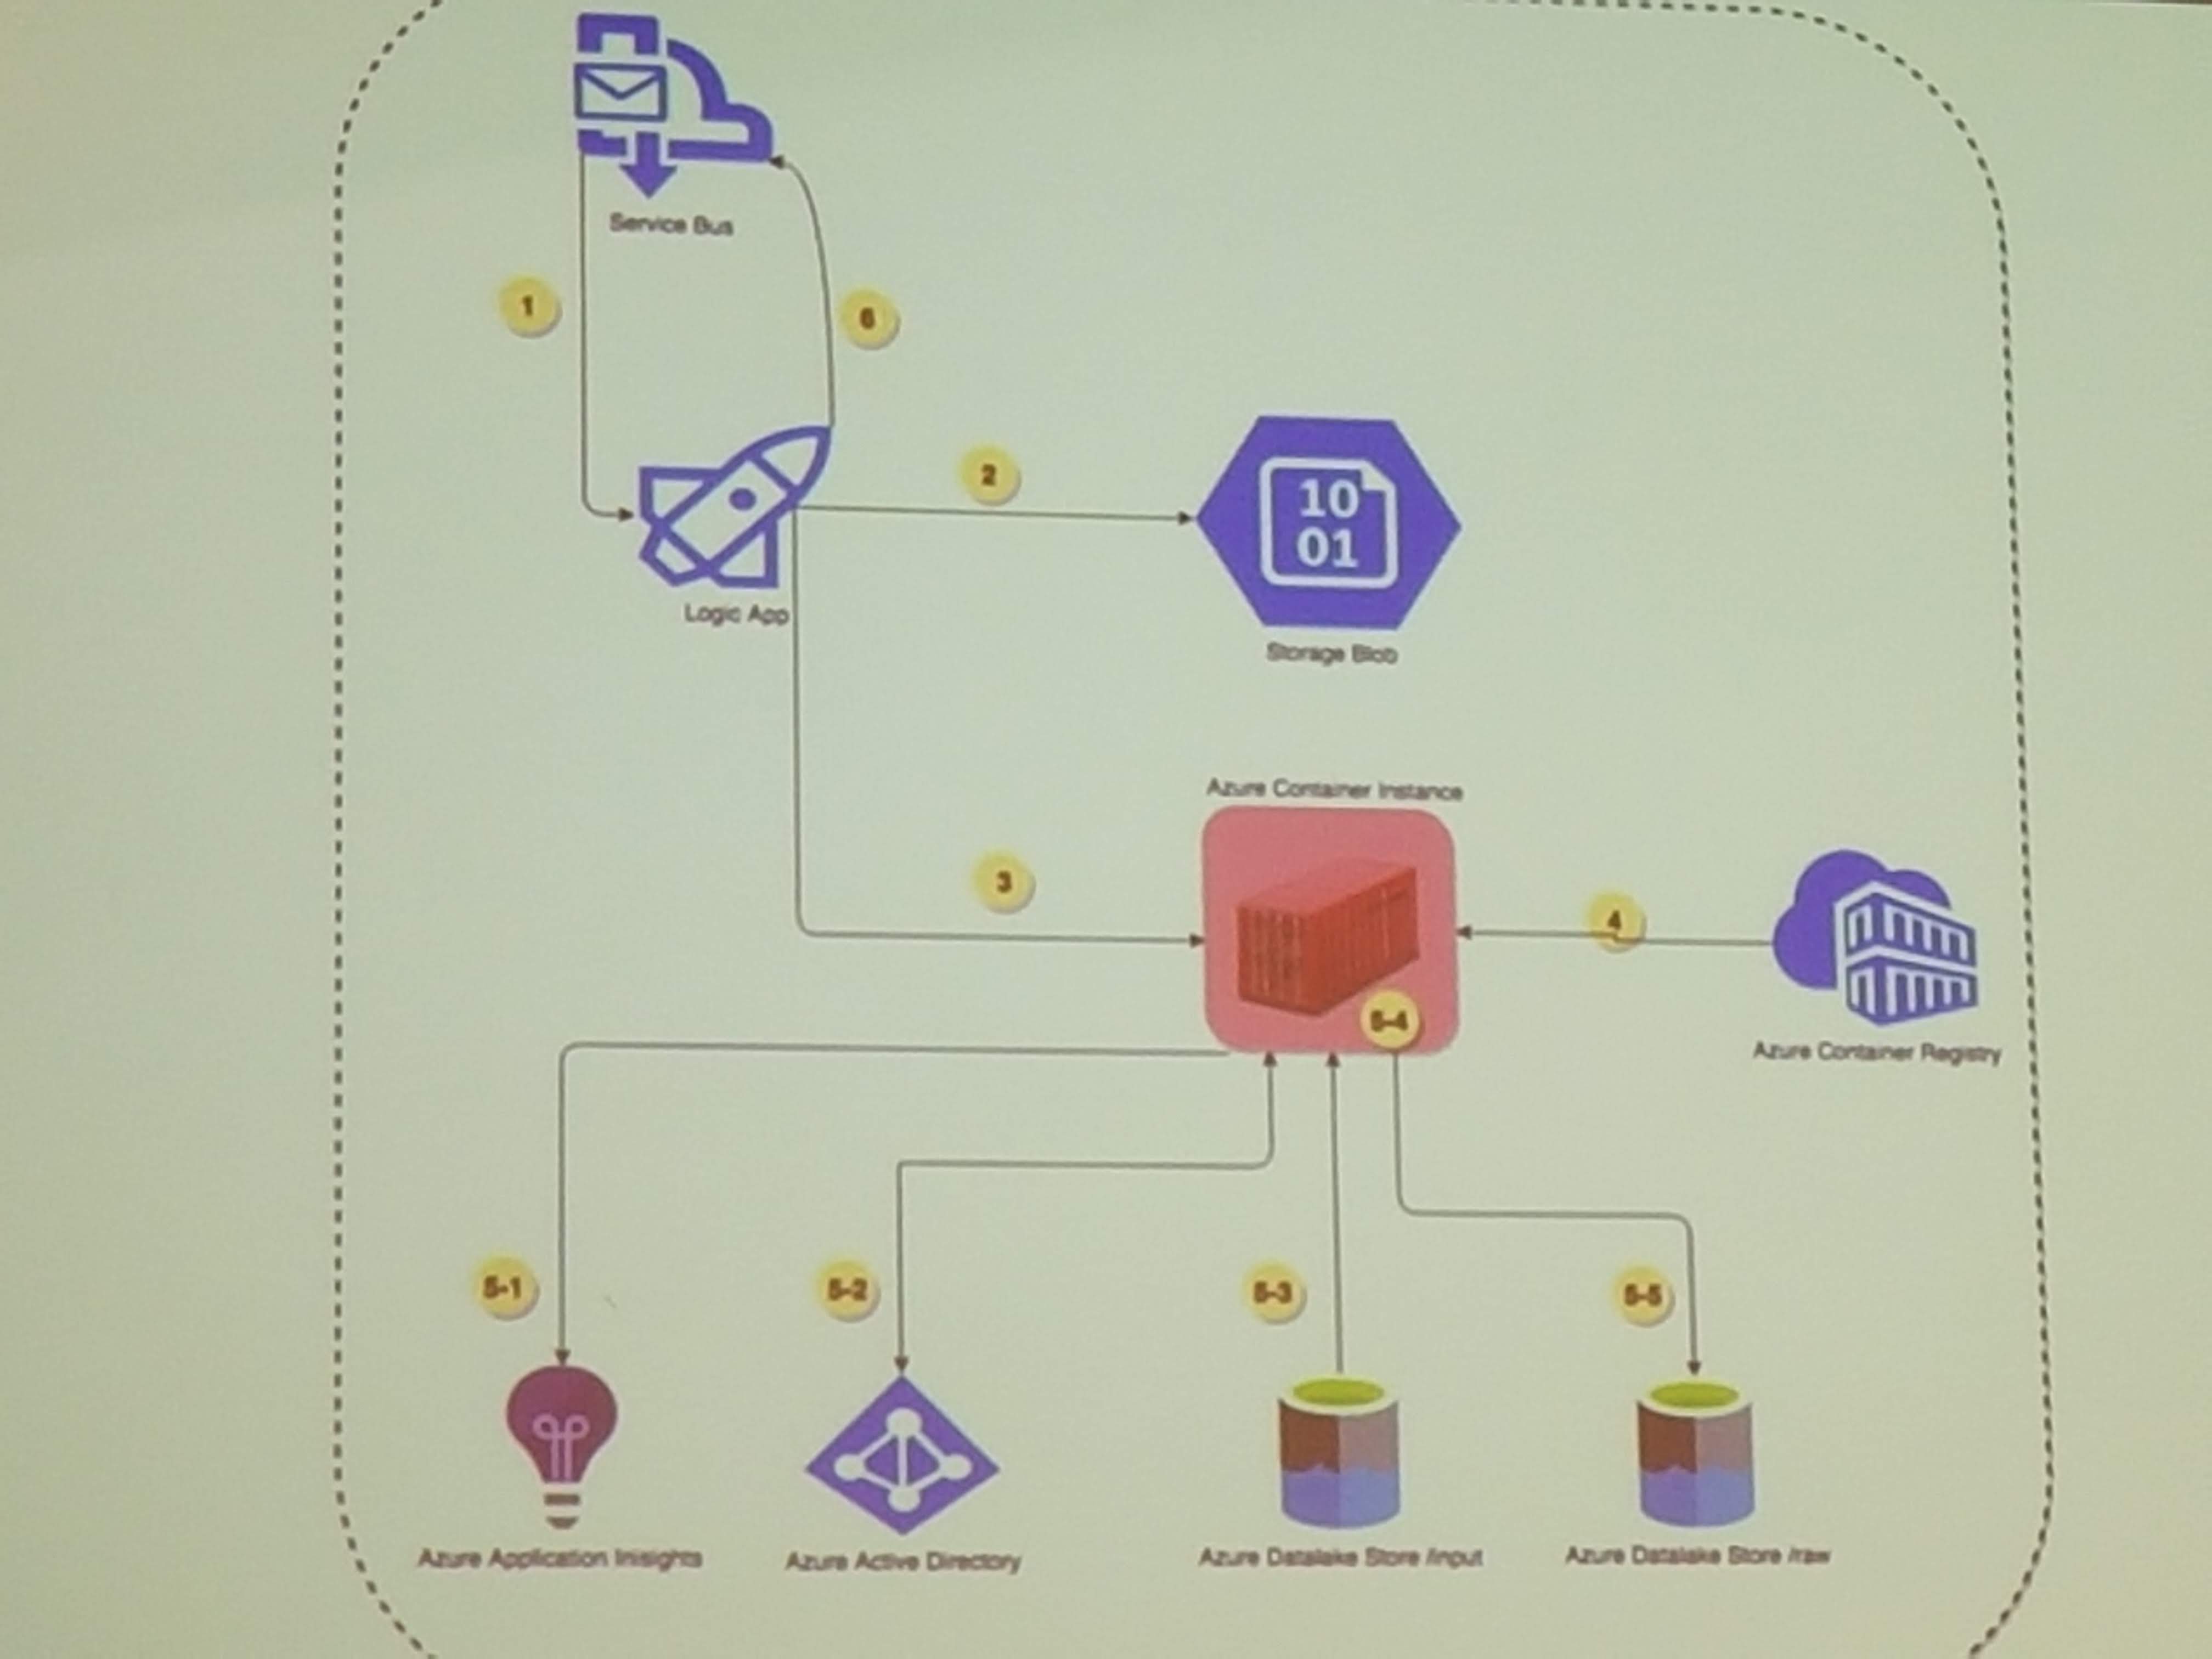 Service Bus
1
6
2
10
01
Logic App
Storage Blob
Azure Container Instance
3
4
5-4
Azure Container Registry
5-1
5-2
5-3
5-5
Azure Application Inisights
Azure Active Directory
Azure Datalake Store /input
Azure Datalake Store /raw